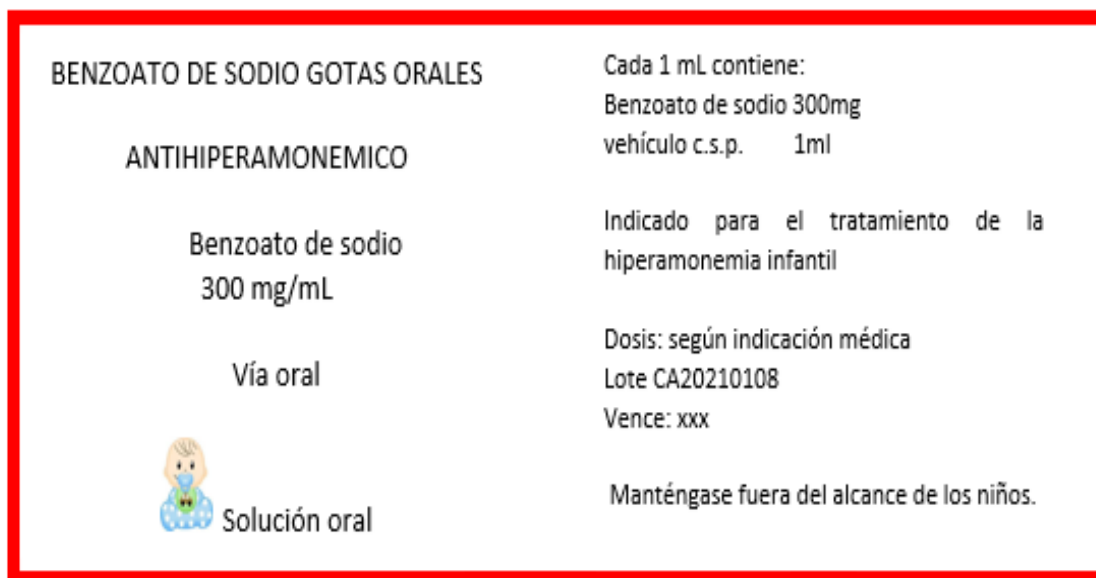 BENZOATO DE SODIO GOTAS ORALES
ANTIHIPERAMONEMICO
Benzoato de sodio
300 mg/mL
Vía oral
Solución oral
Cada 1 mL contiene:
Benzoato de sodio 300mg
vehículo c.s.p. 1ml
Indicado para el tratamiento de la
hiperamonemia infantil
Dosis: según indicación médica
Lote CA20210108
Vence: xxx
Manténgase fuera del alcance de los niños.